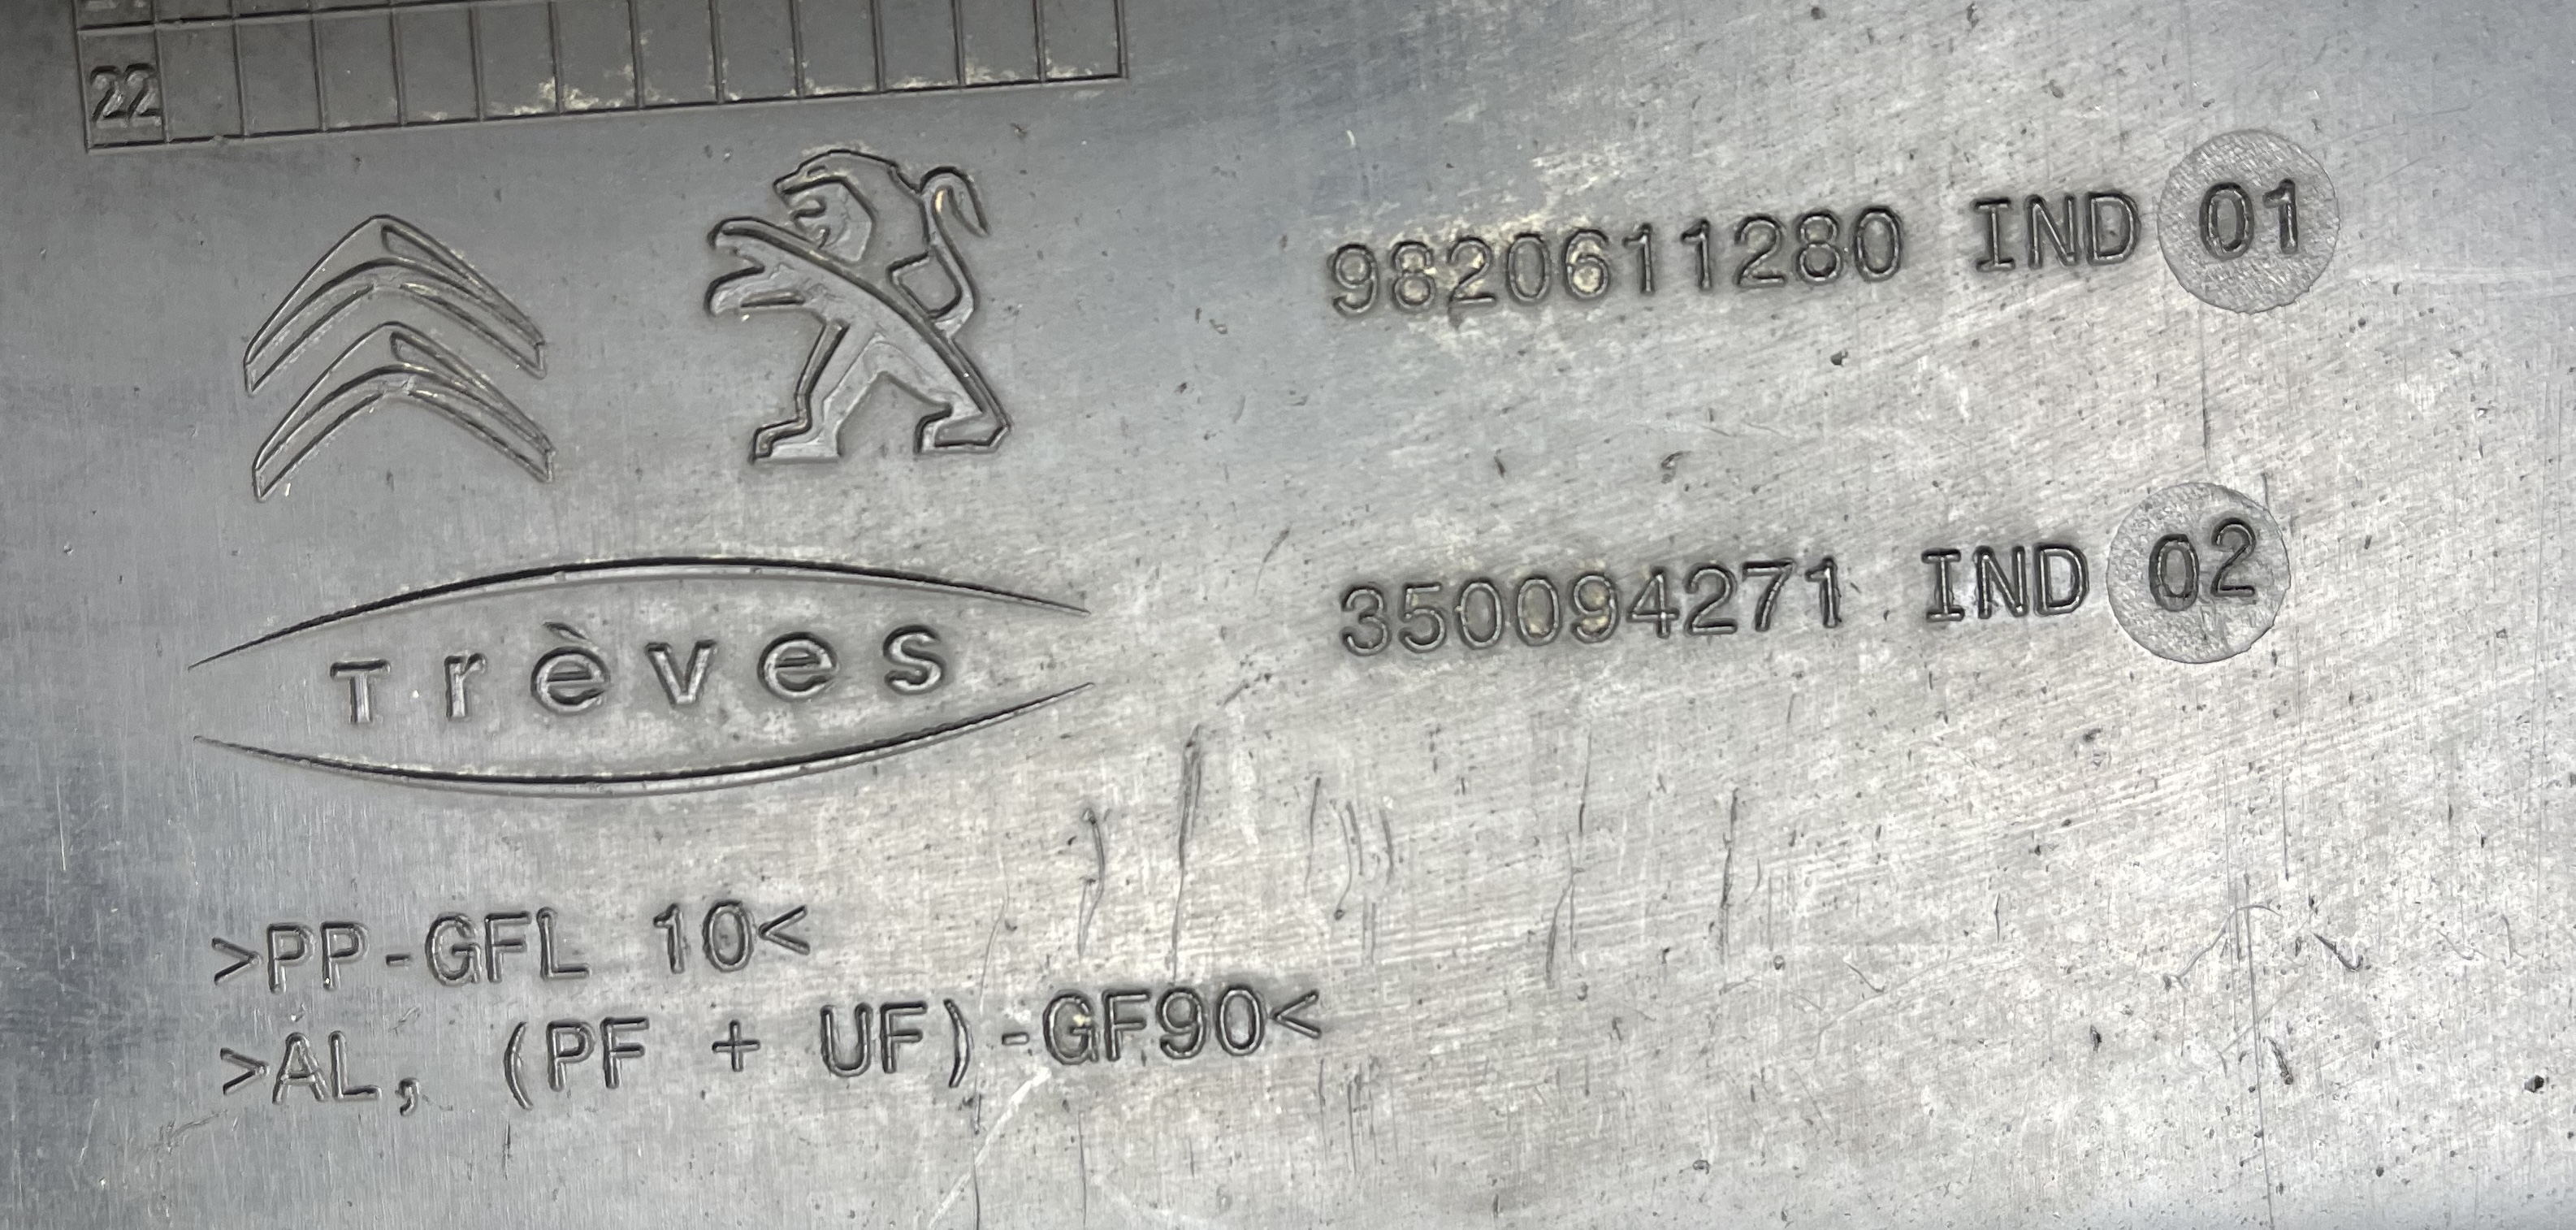 22
9820611280 IND 01
Trèves
350094271 IND 02
>PP-GFL 10<
>AL, (PF + UF)-GF90<